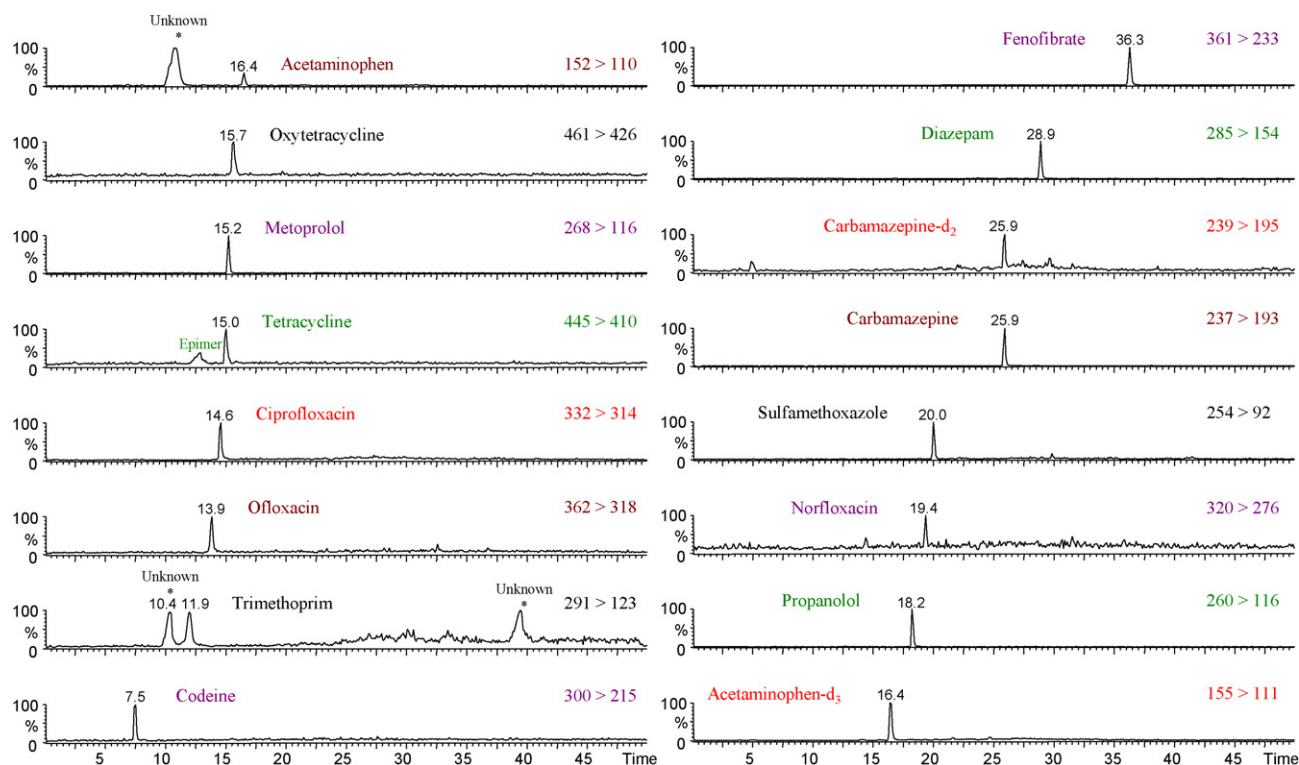 Unknown
*
100
%
0
16.4
Acetaminophen
152 > 110
100
%
0
15.7
Oxytetracycline
461 > 426
100
%
0
15.2
Metoprolol
268 > 116
100
%
0
Epimer
15.0
Tetracycline
445 > 410
100
%
0
14.6
Ciprofloxacin
332 > 314
100
%
0
13.9
Ofloxacin
362 > 318
Unknown
*
Unknown
*
100
%
0
10.4
11.9
Trimethoprim
291 > 123
100
%
0
7.5
Codeine
300 > 215
5 10 15 20 25 30 35 40 45 Time
100
%
0
Fenofibrate
36.3
361 > 233
100
%
0
Diazepam
28.9
285 > 154
100
%
0
Carbamazepine-d2
25.9
239 > 195
100
%
0
Carbamazepine
25.9
237 > 193
100
%
0
Sulfamethoxazole
20.0
254 > 92
100
%
0
Norfloxacin
19.4
320 > 276
100
%
0
Propanolol
18.2
260 > 116
100
%
0
Acetaminophen-d3
16.4
155 > 111
5 10 15 20 25 30 35 40 45 Time